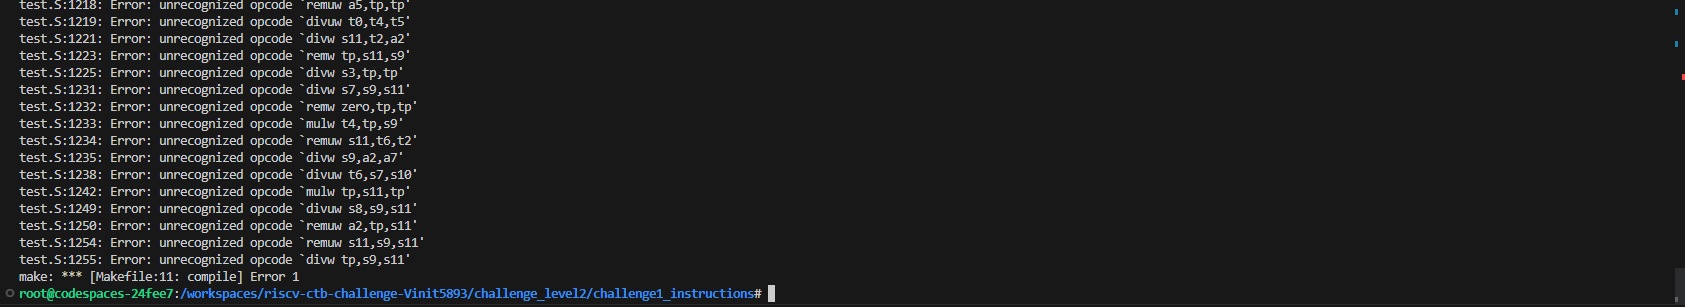 test.S:1218: Error: unrecognized opcode `remuw a5,tp,tp'
test.S:1219: Error: unrecognized opcode `divuw t0,t4,t5'
test.S:1221: Error: unrecognized opcode `divw s11,t2,a2'
test.S:1223: Error: unrecognized opcode `remw tp,s11,s9'
test.S:1225: Error: unrecognized opcode `divw s3,tp,tp'
test.S:1231: Error: unrecognized opcode `divw s7,s9,s11'
test.S:1232: Error: unrecognized opcode `remw zero,tp,tp'
test.S:1233: Error: unrecognized opcode `mulw t4,tp,s9'
test.S:1234: Error: unrecognized opcode `remuw s11,t6,t2'
test.S:1235: Error: unrecognized opcode `divw s9,a2,a7'
test.S:1238: Error: unrecognized opcode `divuw t6,s7,s10'
test.S:1242: Error: unrecognized opcode `mulw tp,s11,tp'
test.S:1249: Error: unrecognized opcode `divuw s8,s9,s11'
test.S:1250: Error: unrecognized opcode `remuw a2,tp,s11'
test.S:1254: Error: unrecognized opcode `remuw s11,s9,s11'
test.S:1255: Error: unrecognized opcode `divw tp,s9,s11'
make: *** [Makefile:11: compile] Error 1
root@codespaces-24fee7:/workspaces/riscv-ctb-challenge-Vinit5893/challenge_level2/challenge1_instructions#